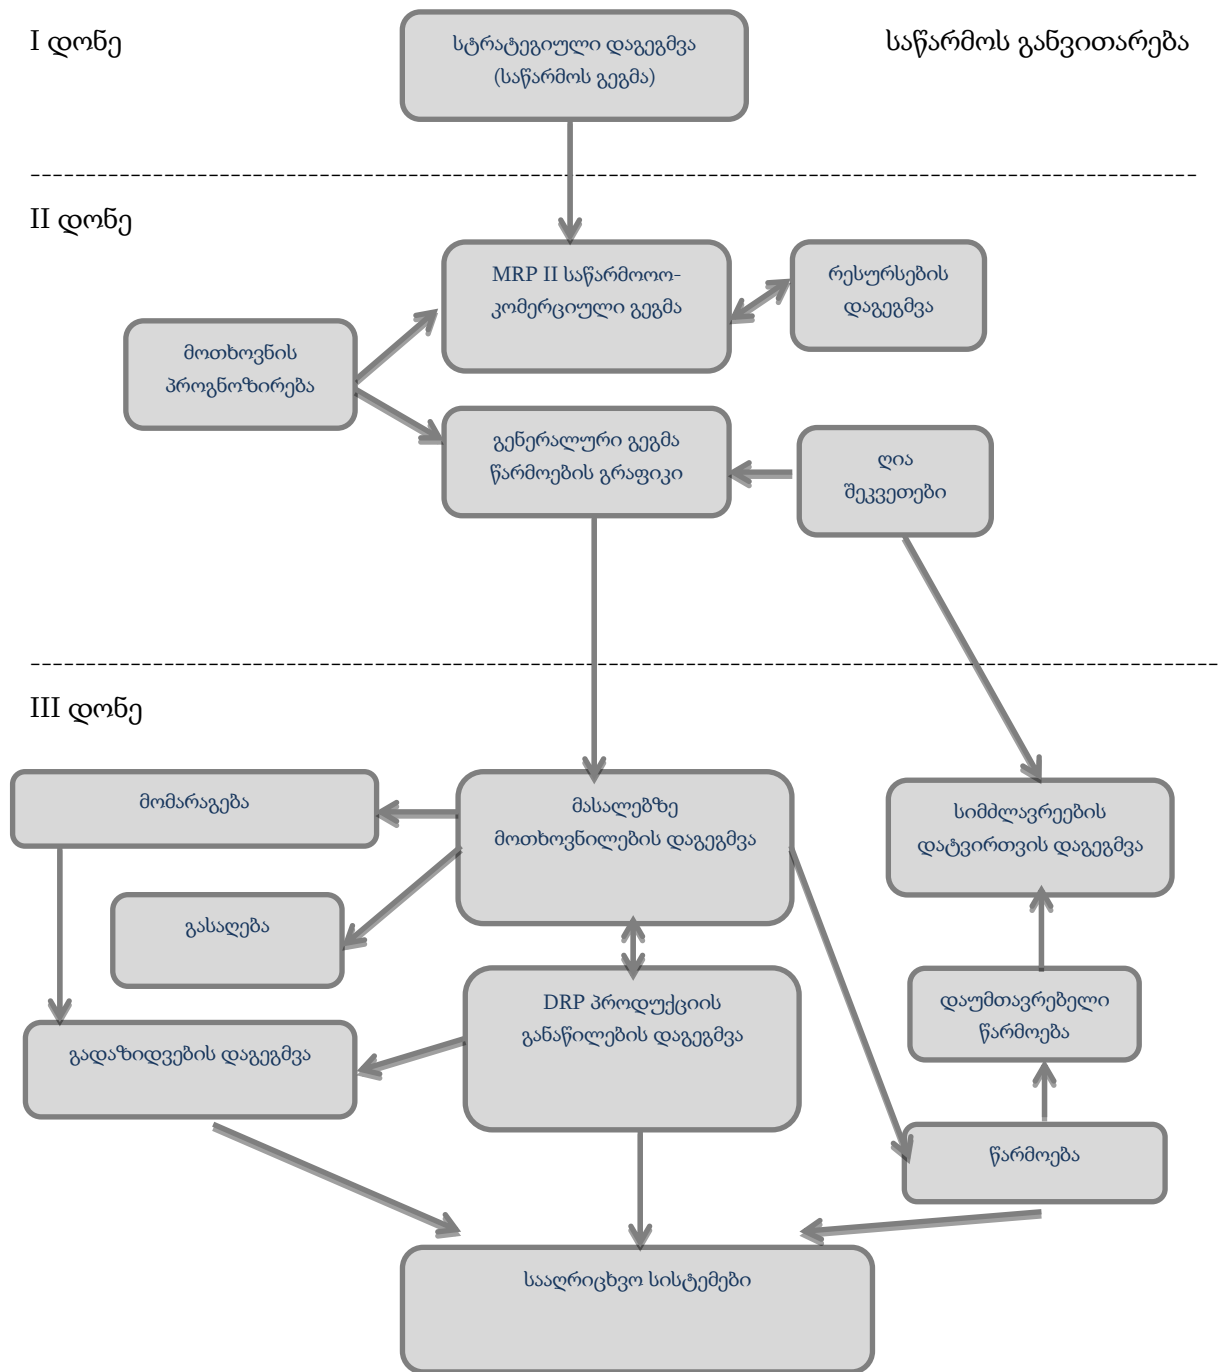 I დონე
საწარმოს განვითარება
სტრატეგიული დაგეგმვა
(საწარმოს გეგმა)
II დონე
MRP II საწარმოოო-
კომერციული გეგმა
რესურსების
დაგეგმვა
მოთხოვნის
პროგნოზირება
გენერალური გეგმა
წარმოების გრაფიკი
ღია
შეკვეთები
III დონე
მომარაგება
მასალებზე
მოთხოვნილების დაგეგმვა
სიმძლავრეების
დატვირთვის დაგეგმვა
გასაღება
DRP პროდუქციის
განაწილების დაგეგმვა
დაუმთავრებელი
წარმოება
გადაზიდვების დაგეგმვა
წარმოება
სააღრიცხვო სისტემები